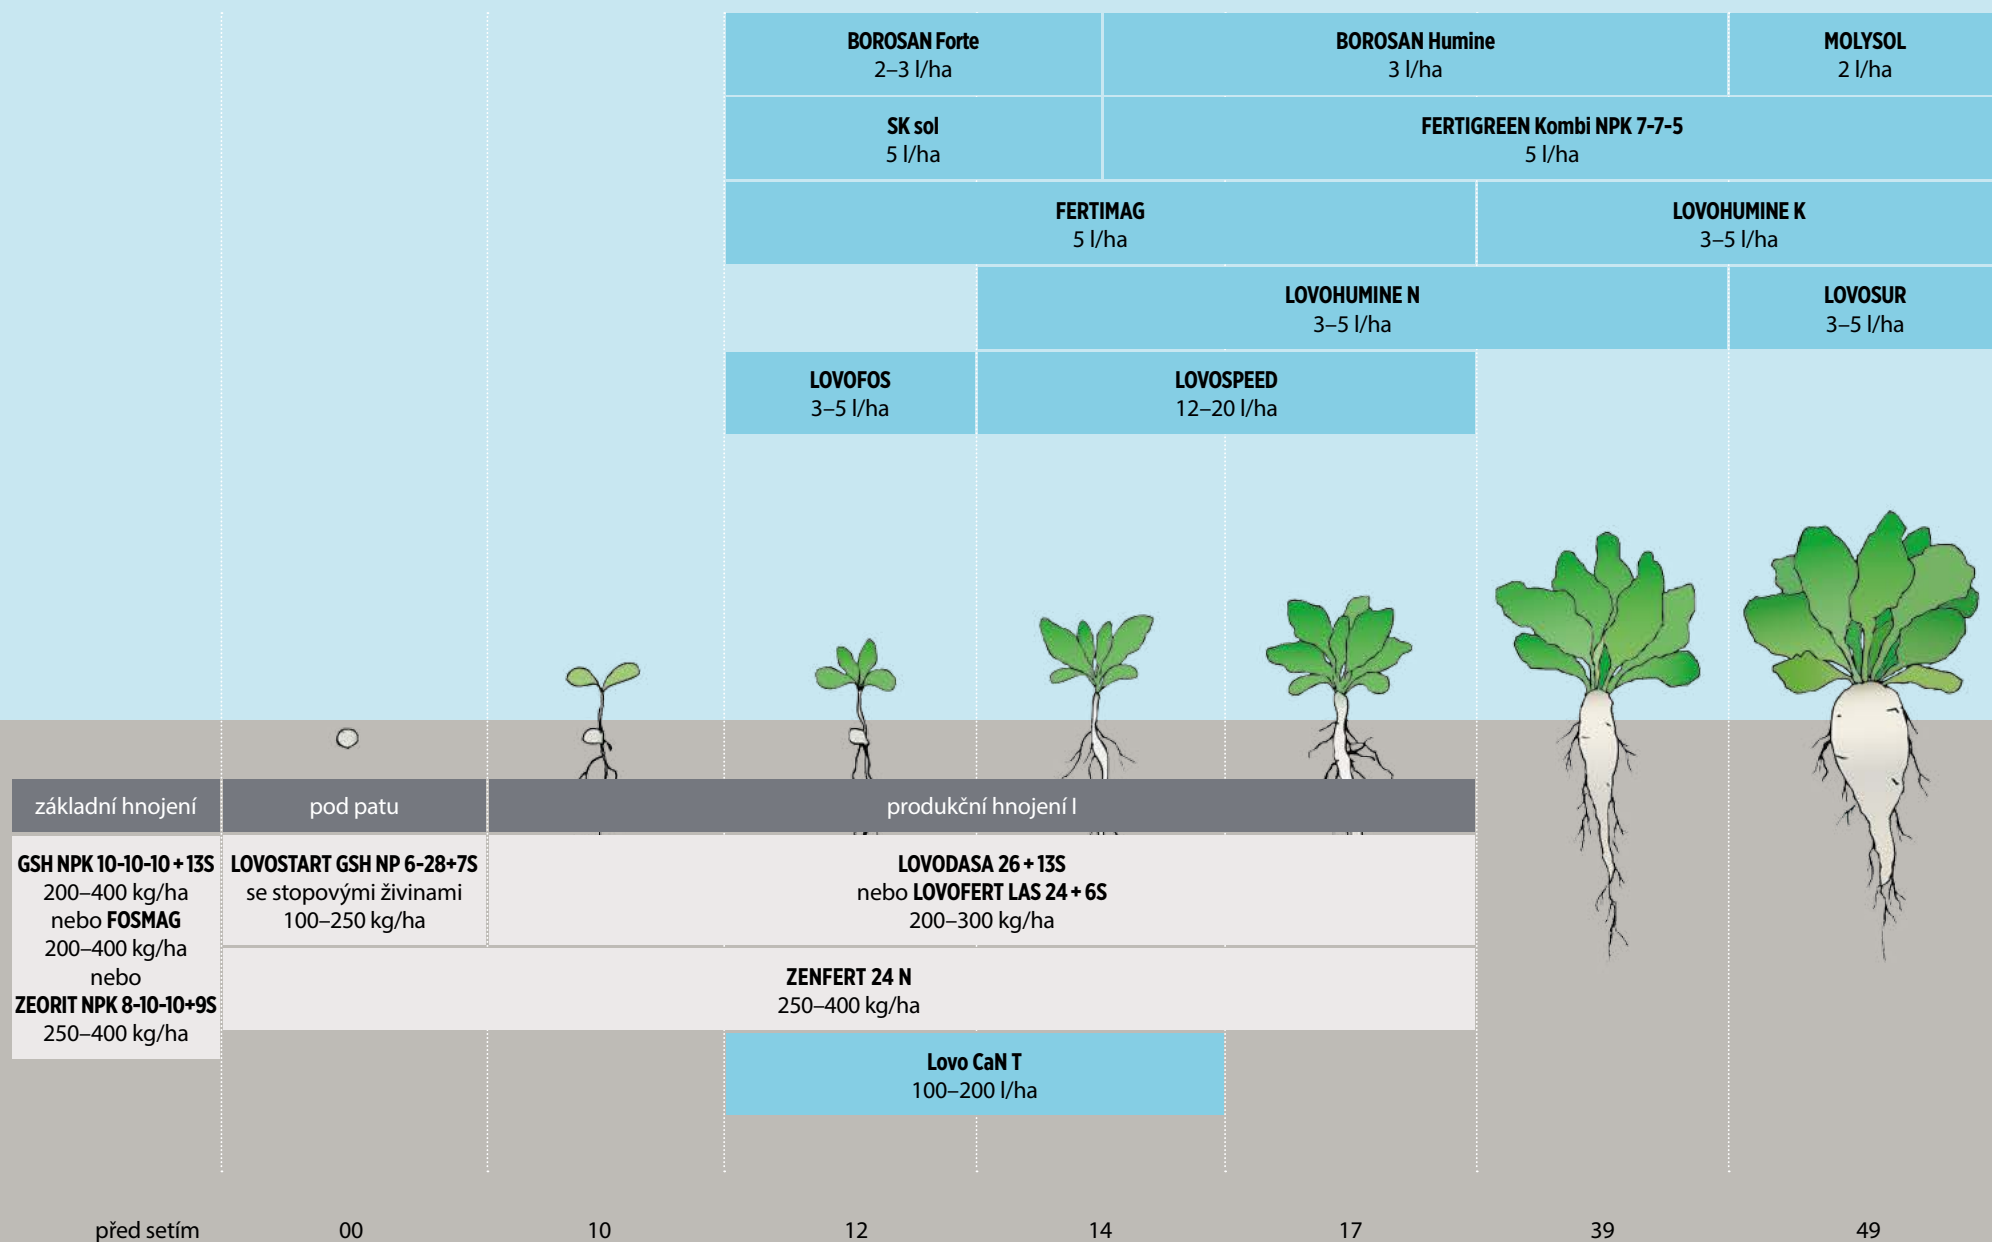 BOROSAN Forte
2–3 l/ha
BOROSAN Humine
3 l/ha
MOLYSOL
2 l/ha
SK sol
5 l/ha
FERTIGREEN Kombi NPK 7-7-5
5 l/ha
FERTIMAG
5 l/ha
LOVOHUMINE K
3–5 l/ha
LOVOHUMINE N
3–5 l/ha
LOVOSUR
3–5 l/ha
LOVOFOS
3–5 l/ha
LOVOSPEED
12–20 l/ha
základní hnojení
pod patu
produkční hnojení I
GSH NPK 10-10-10 + 13S
200–400 kg/ha
nebo FOSMAG
200–400 kg/ha
nebo
ZEORIT NPK 8-10-10+9S
250–400 kg/ha
LOVOSTART GSH NP 6-28+7S
se stopovými živinami
100–250 kg/ha
LOVODASA 26 + 13S
nebo LOVOFERT LAS 24 + 6S
200–300 kg/ha
ZENFERT 24 N
250–400 kg/ha
Lovo CaN T
100–200 l/ha
před setím
00
10
12
14
17
39
49